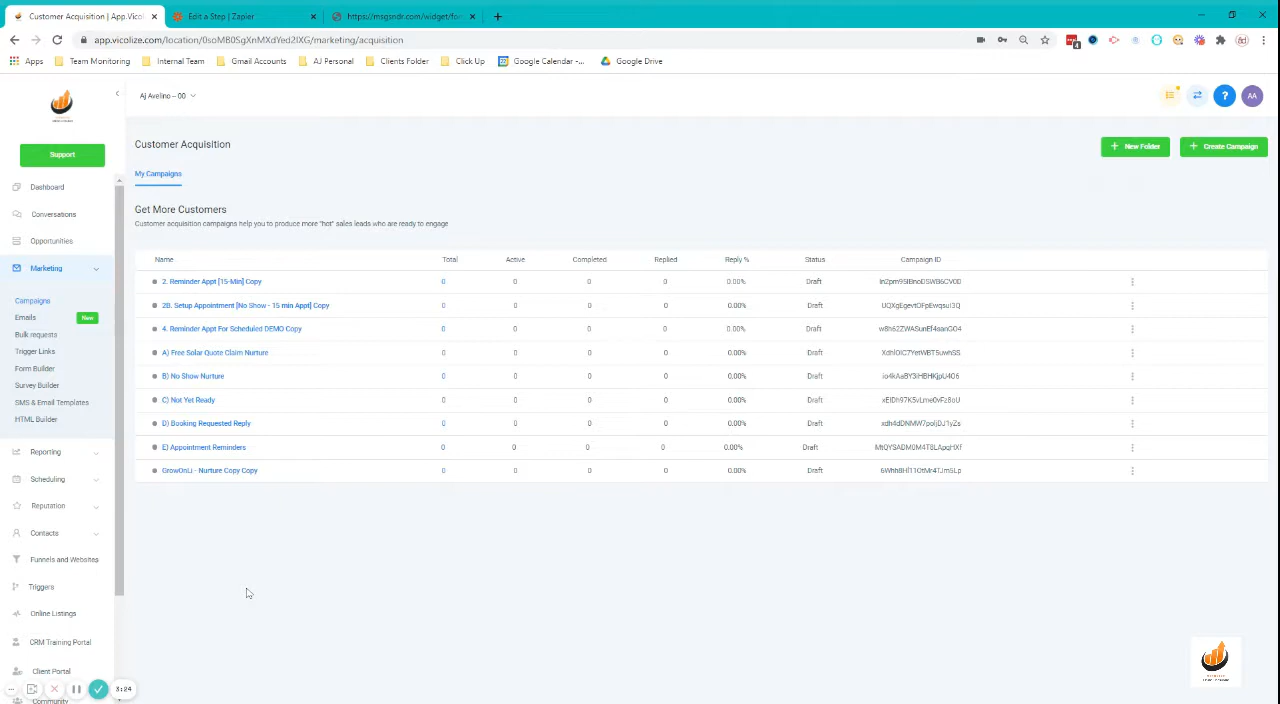 Customer Acquisition | App.Vicol
Edit a Step | Zapier
https://msgsndr.com/widget/for
app.vicolize.com/location/0soMB0SgXnMXdYed2lXG/marketing/acquisition
Apps
Team Monitoring
Internal Team
Gmail Accounts
AJ Personal
Clients Folder
Click Up
Google Calendar -...
Google Drive
Aj Avelino – 00
?
AA
Support
Customer Acquisition
+ New Folder
+ Create Campaign
My Campaigns
Get More Customers
Customer acquisition campaigns help you to produce more "hot" sales leads who are ready to engage
Name Total Active Completed Replied Reply % Status Campaign ID
2. Reminder Appt [15-Min] Copy 0 0 0 0 0.00% Draft
2B. Setup Appointment [No Show - 15 min Appt] Copy 0 0 0 0 0.00% Draft
4. Reminder Appt For Scheduled DEMO Copy 0 0 0 0 0.00% Draft
A) Free Solar Quote Claim Nurture 0 0 0 0 0.00% Draft
B) No Show Nurture 0 0 0 0 0.00% Draft
C) Not Yet Ready 0 0 0 0 0.00% Draft
D) Booking Requested Reply 0 0 0 0 0.00% Draft
E) Appointment Reminders 0 0 0 0 0.00% Draft
GrowOnLi - Nurture Copy Copy 0 0 0 0 0.00% Draft
Dashboard
Conversations
Opportunities
Marketing
Campaigns
Emails New
Bulk requests
Trigger Links
Form Builder
Survey Builder
SMS & Email Templates
HTML Builder
Reporting
Scheduling
Reputation
Contacts
Funnels and Websites
Triggers
Online Listings
CRM Training Portal
Client Portal
3:24
Community